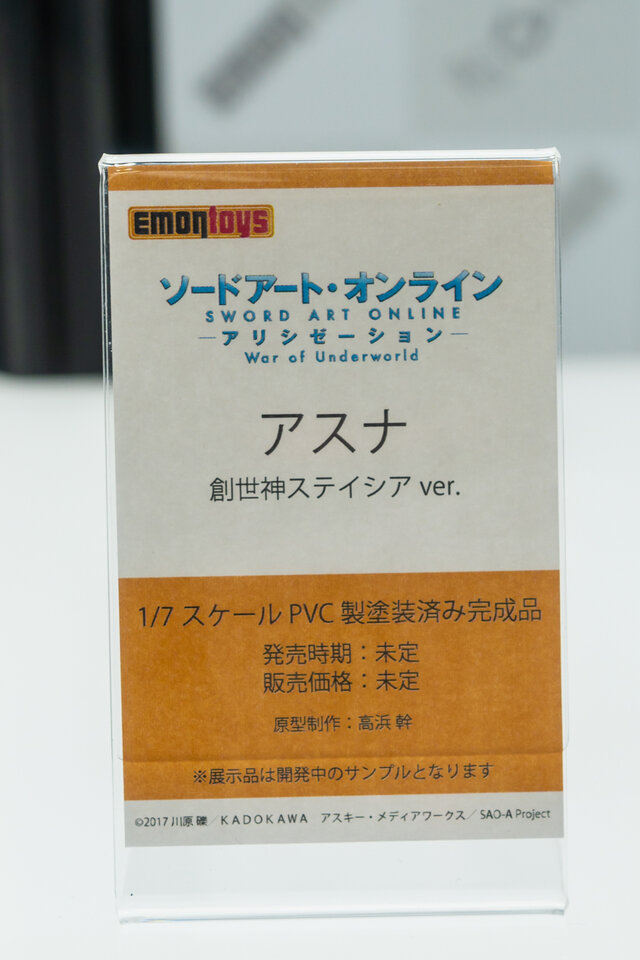 emontoys
ソードアート・オンライン
SWORD ART ONLINE
アリシゼーション
War of Underworld
アスナ
創世神ステイシア ver.
1/7 スケール PVC 製塗装済み完成品
発売時期：未定
販売価格：未定
原型制作：高浜 幹
※展示品は開発中のサンプルとなります
©2017 川原 礫／KADOKAWA アスキー・メディアワークス／SAO-A Project